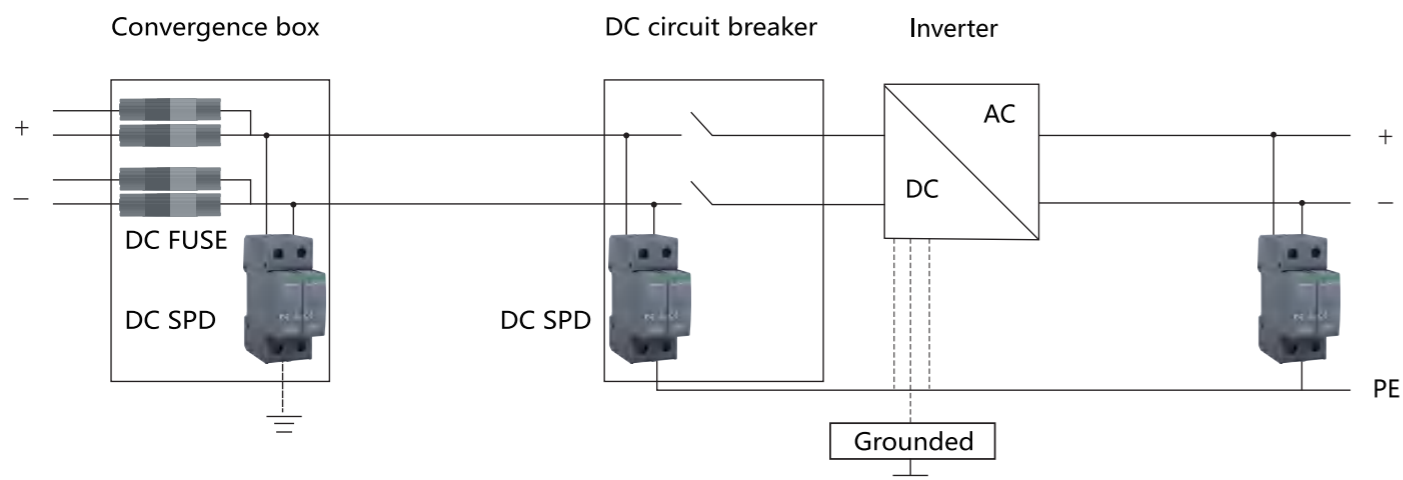 Convergence box
DC circuit breaker
Inverter
AC
+
+
DC
−
−
DC FUSE
DC SPD
DC SPD
PE
Grounded